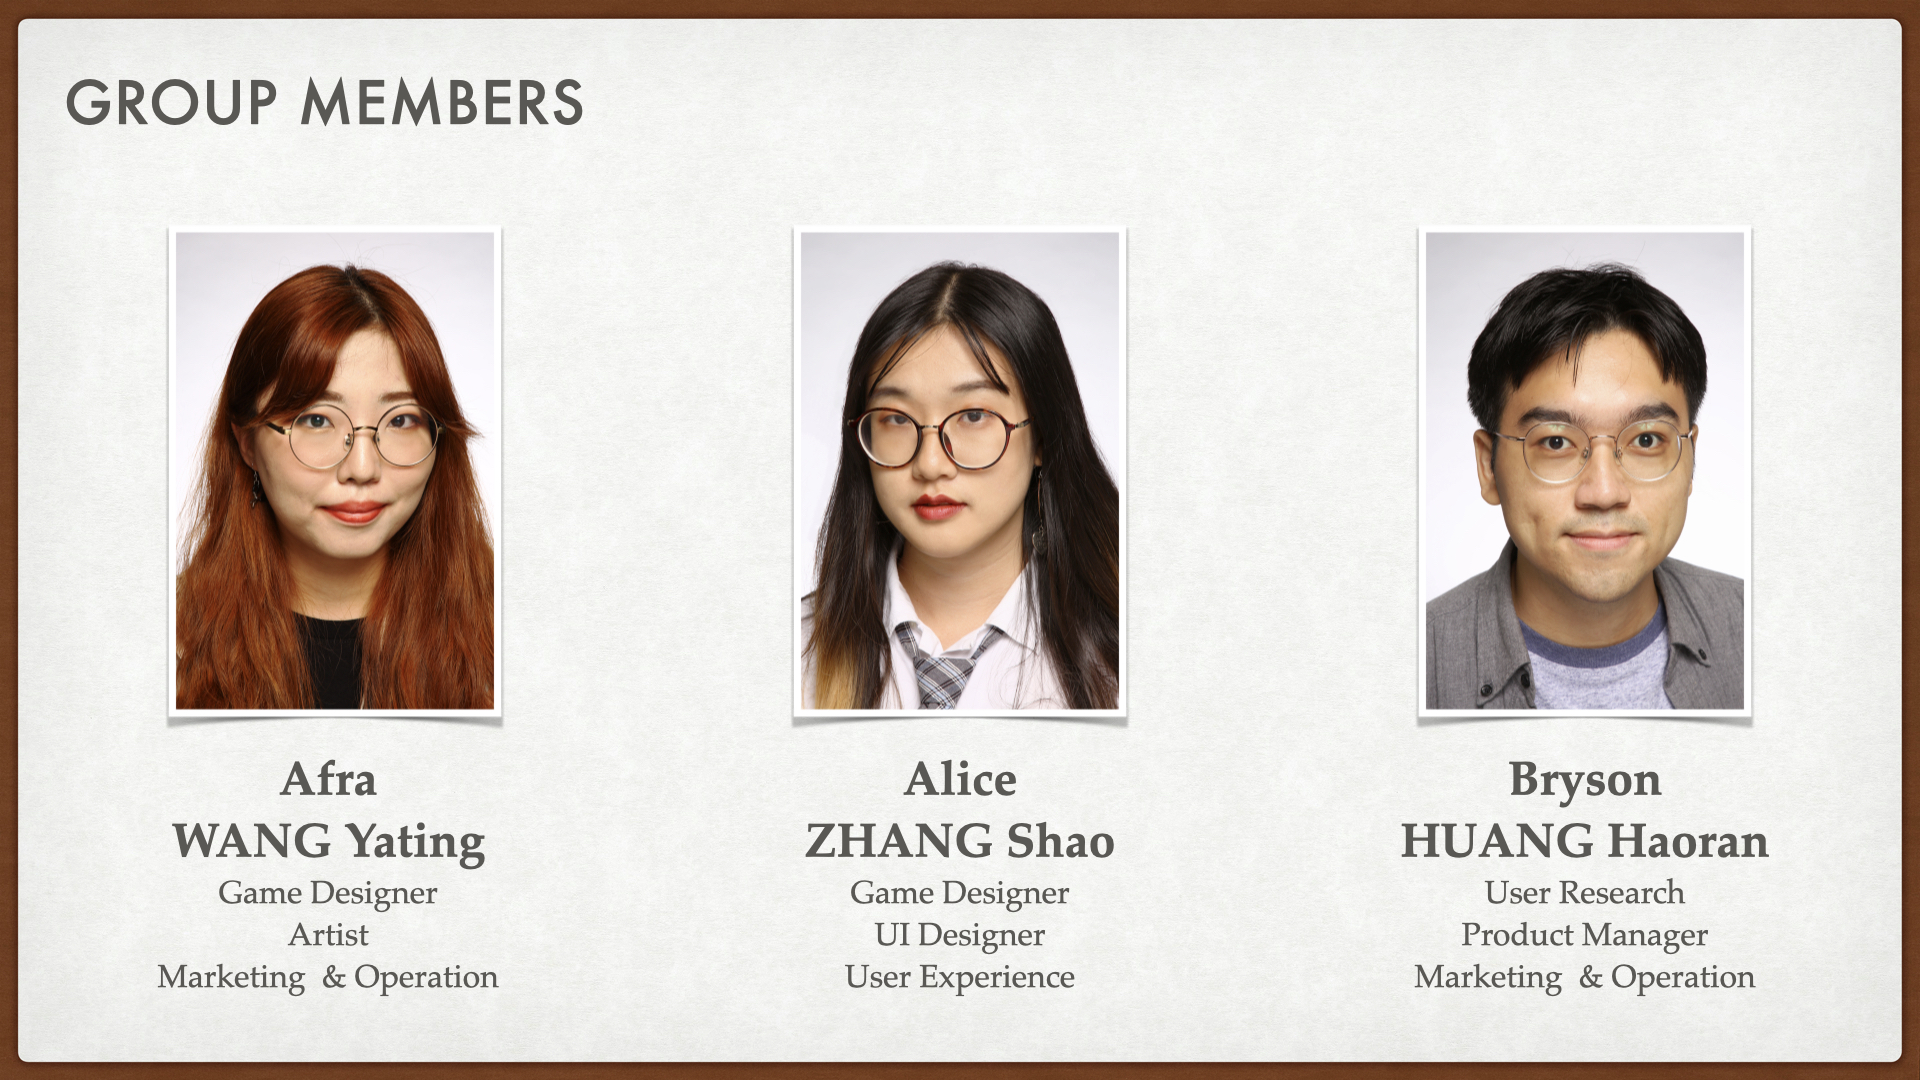 GROUP MEMBERS
Afra
WANG Yating
Game Designer
Artist
Marketing  & Operation
Alice
ZHANG Shao
Game Designer
UI Designer
User Experience
Bryson
HUANG Haoran
User Research
Product Manager
Marketing  & Operation